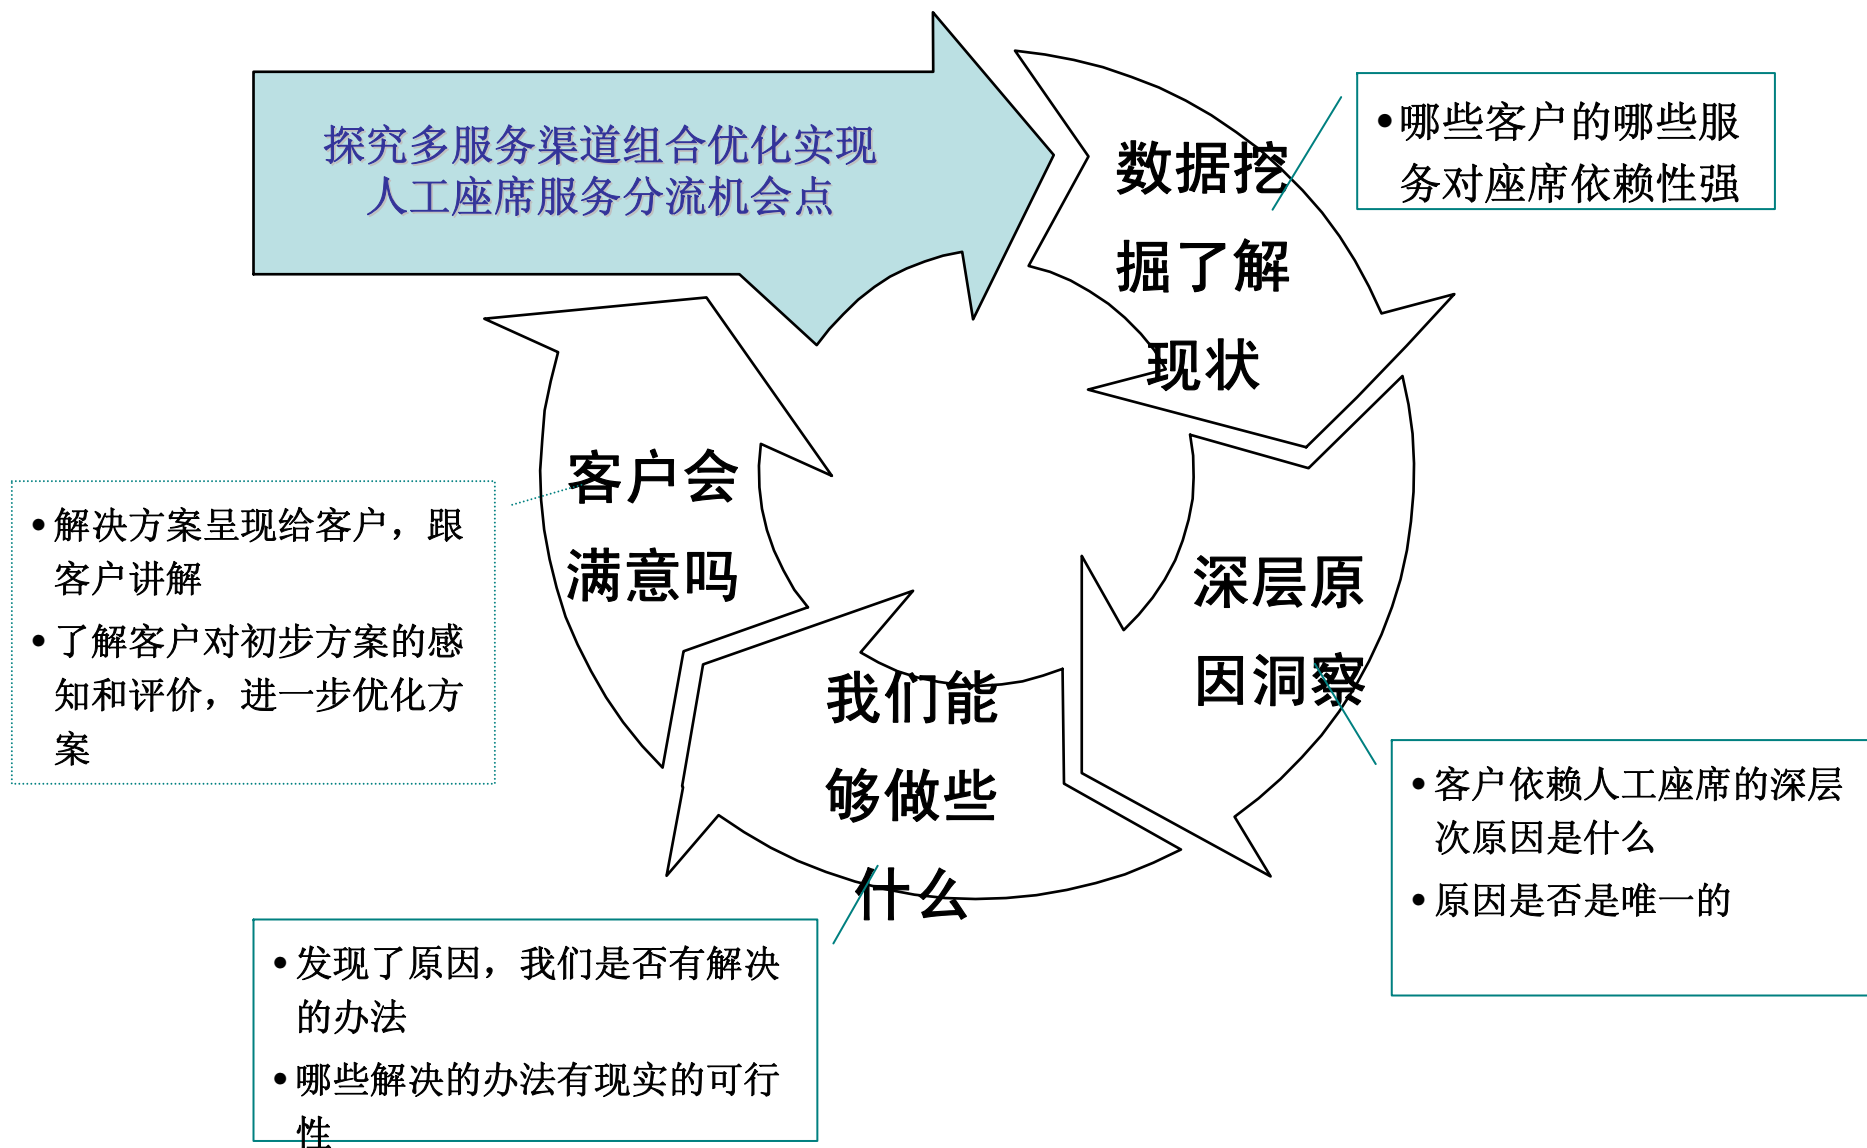 探究多服务渠道组合优化实现
人工座席服务分流机会点
数据挖
掘了解
现状
•哪些客户的哪些服
务对座席依赖性强
深层原
因洞察
•客户依赖人工座席的深层
次原因是什么
•原因是否是唯一的
我们能
够做些
什么
•发现了原因，我们是否有解决
的办法
•哪些解决的办法有现实的可行
性
客户会
满意吗
•解决方案呈现给客户，跟
客户讲解
•了解客户对初步方案的感
知和评价，进一步优化方
案